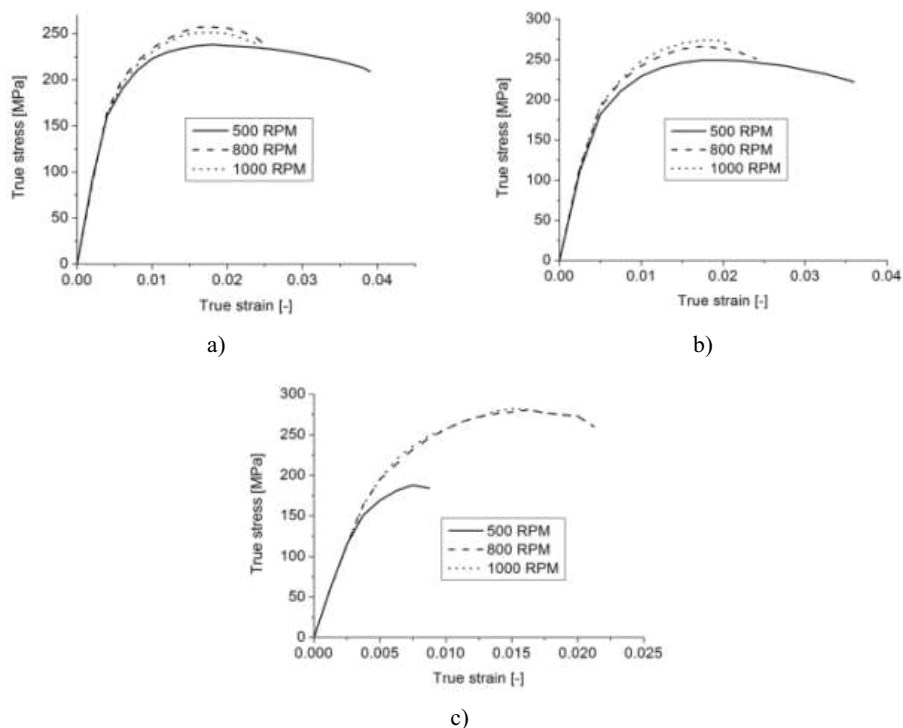 True stress [MPa]
250
200
150
100
50
0
500 RPM
800 RPM
1000 RPM
0.00 0.01 0.02 0.03 0.04
True strain [-]
a)
True stress [MPa]
300
250
200
150
100
50
0
500 RPM
800 RPM
1000 RPM
0.00 0.01 0.02 0.03 0.04
True strain [-]
b)
True stress [MPa]
300
250
200
150
100
50
0
500 RPM
800 RPM
1000 RPM
0.000 0.005 0.010 0.015 0.020 0.025
True strain [-]
c)